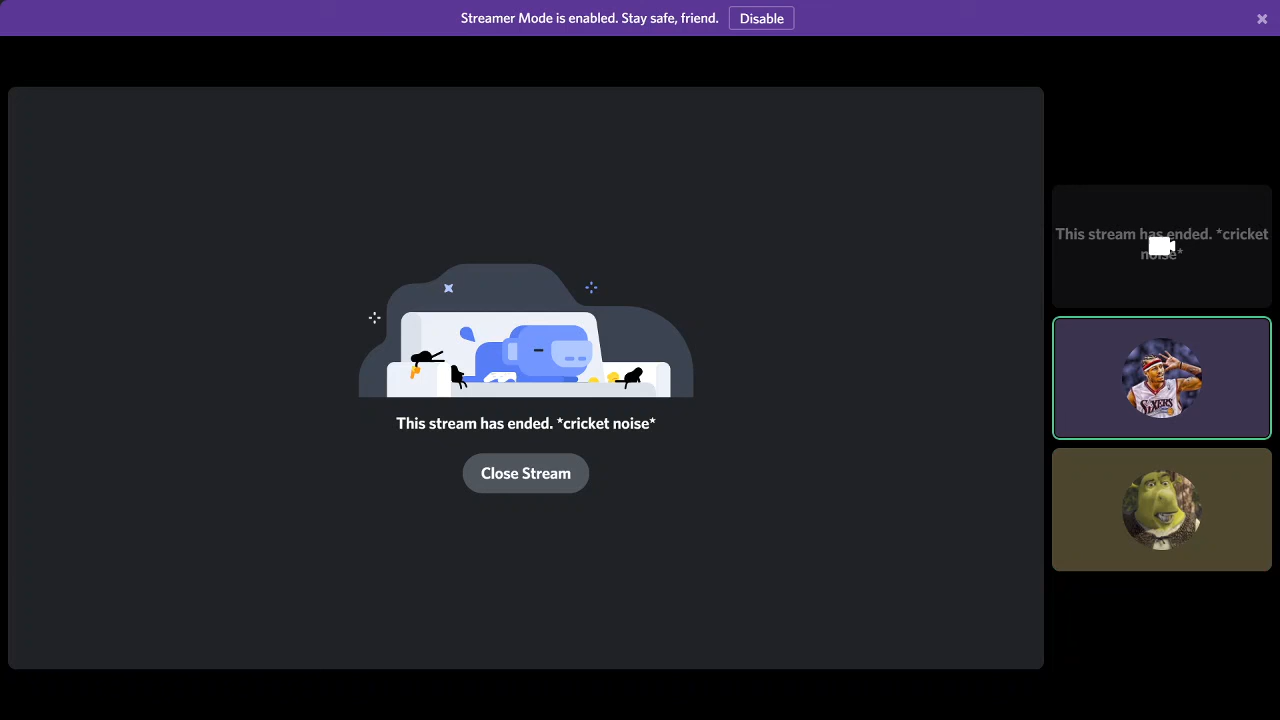 Streamer Mode is enabled. Stay safe, friend.
Disable
This stream has ended. *cricket noise*
Close Stream
This stream has ended. *cricket
noise*
SIXERS